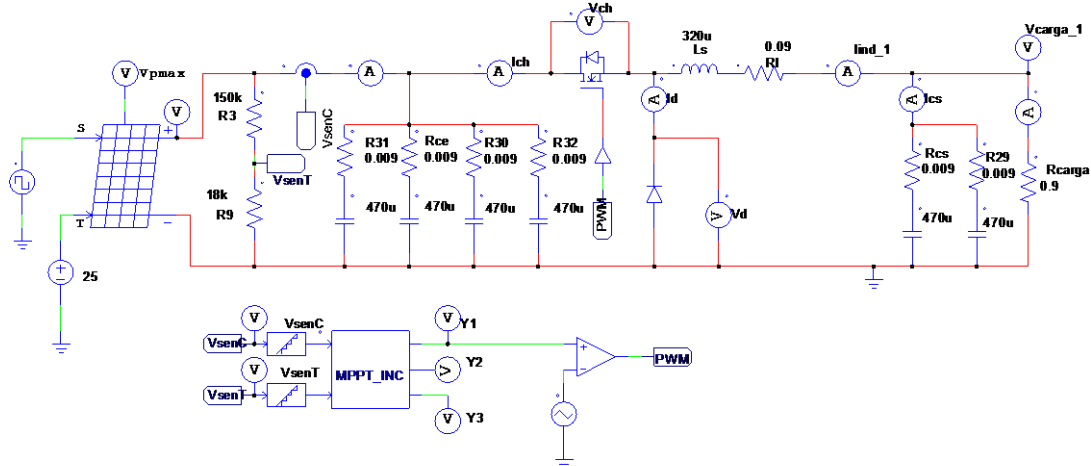 Vch
V
Vcarga_1
V
320u
Ls
0.09
Rl
Iind_1
A
V
Vpmax
V
A
Ich
A
A
Id
A
Ics
A
150k
R3
VsenC
S
+
R31
0.009
Rce
0.009
R30
0.009
R32
0.009
Rcs
0.009
R29
0.009
Rcarga
0.9
VsenT
18k
R9
T
-
470u
470u
470u
470u
PWM
V
Vd
470u
470u
25
V
VsenC
V
Y1
VsenC
V
VsenT
MPPT_INC
V
Y2
PWM
VsenT
V
Y3